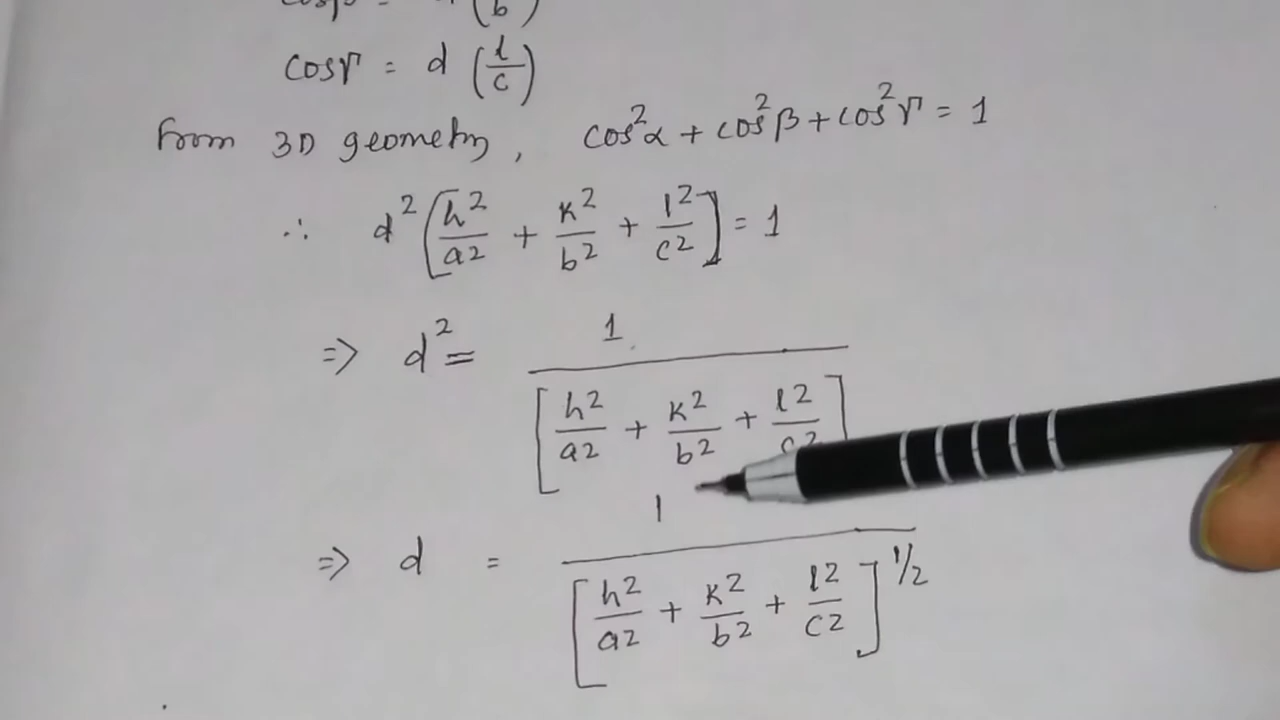 cosγ = d (l/c)
From 3D geometry, cos²α + cos²β + cos²γ = 1
∴ d² [h²/a² + k²/b² + l²/c²] = 1
=> d² = 1 / [h²/a² + k²/b² + l²/c²]
=> d = 1 / [h²/a² + k²/b² + l²/c²]^1/2